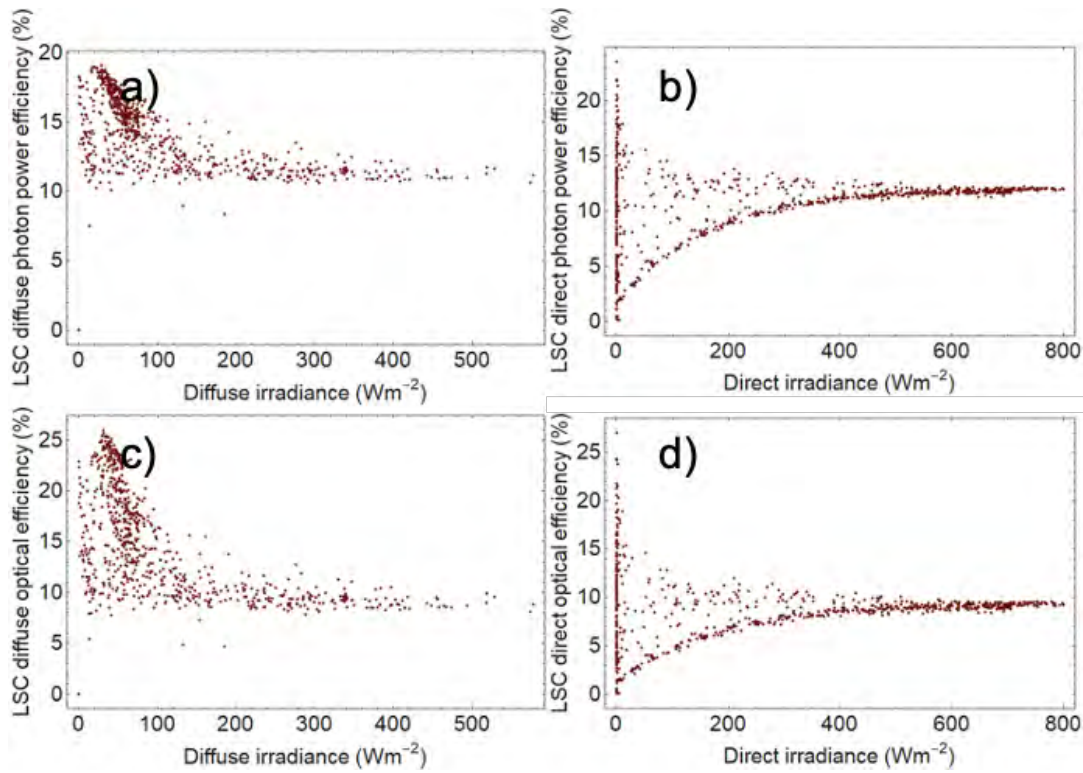 a)
LSC diffuse photon power efficiency (%)
20
15
10
5
0
0 100 200 300 400 500
Diffuse irradiance (Wm⁻²)
b)
LSC direct photon power efficiency (%)
20
15
10
5
0
0 200 400 600 800
Direct irradiance (Wm⁻²)
c)
LSC diffuse optical efficiency (%)
25
20
15
10
5
0
0 100 200 300 400 500
Diffuse irradiance (Wm⁻²)
d)
LSC direct optical efficiency (%)
25
20
15
10
5
0
0 200 400 600 800
Direct irradiance (Wm⁻²)